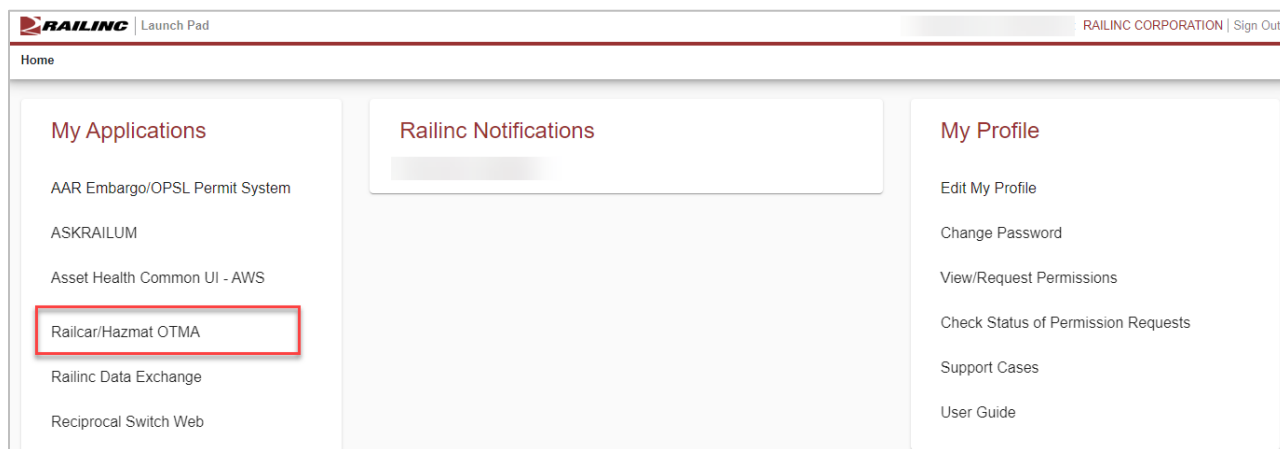 RAILINC | Launch Pad
RAILINC CORPORATION | Sign Out
Home
My Applications
AAR Embargo/OPSL Permit System
ASKRAILUM
Asset Health Common UI - AWS
Railcar/Hazmat OTMA
Railinc Data Exchange
Reciprocal Switch Web
Railinc Notifications
My Profile
Edit My Profile
Change Password
View/Request Permissions
Check Status of Permission Requests
Support Cases
User Guide